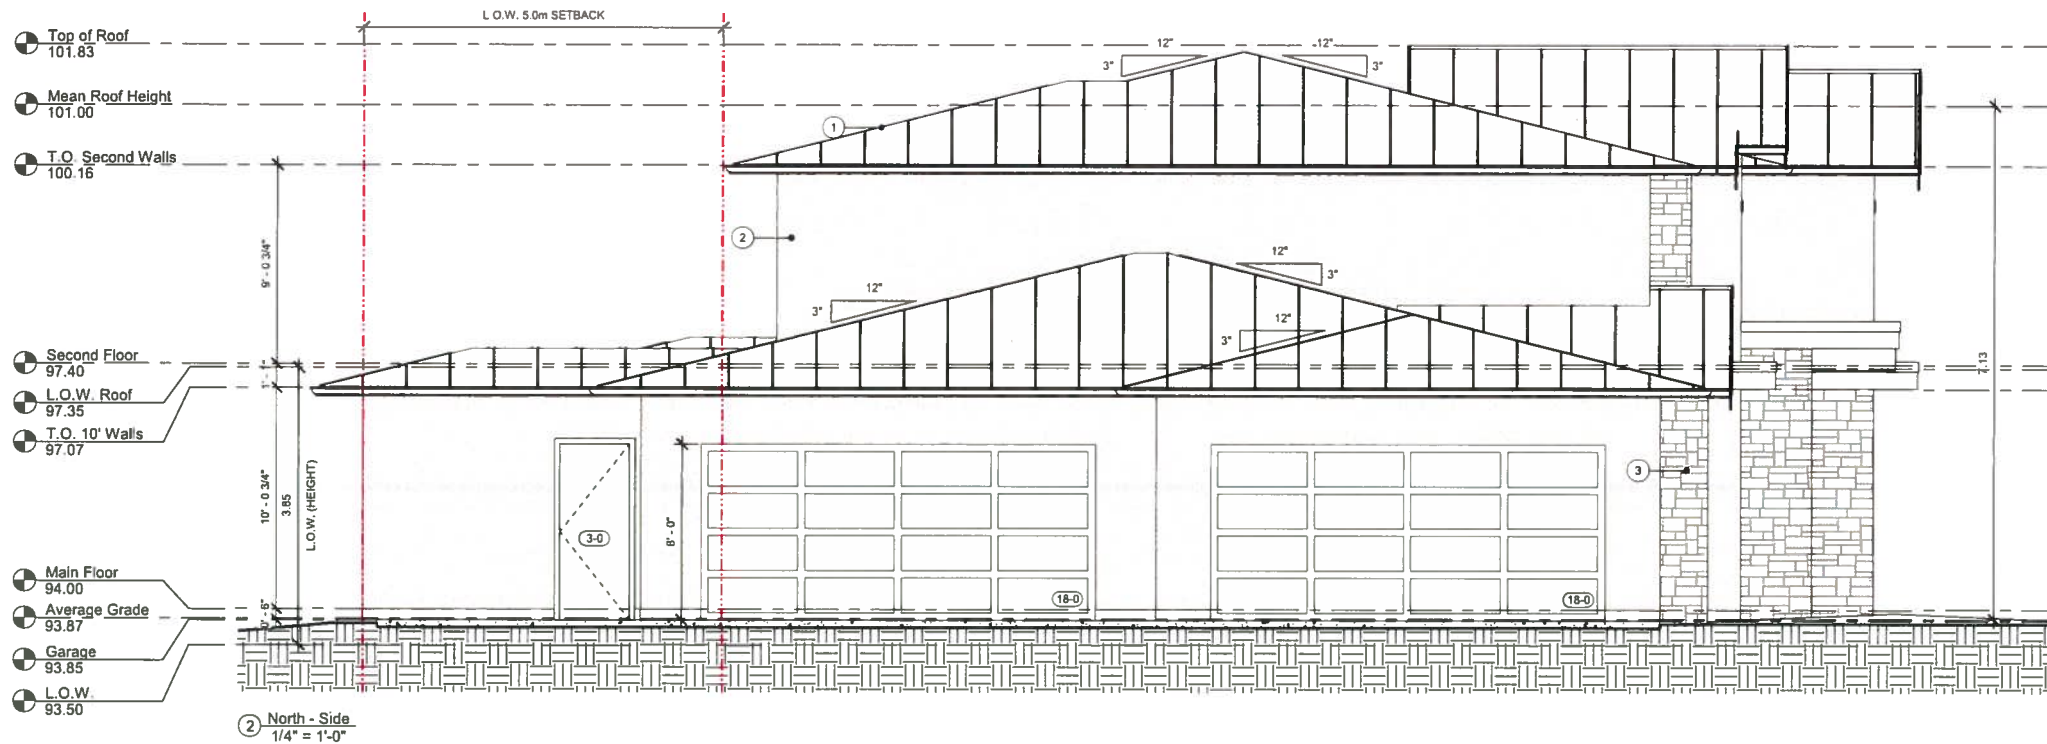 L.O.W. 5.0m SETBACK
Top of Roof
101.83
12"
12"
3"
3"
Mean Roof Height
101.00
1
T.O. Second Walls
100.16
2
9' - 0 3/4"
12"
3"
12"
3"
12"
3"
7.13
Second Floor
97.40
1' - 1"
L.O.W. Roof
97.35
T.O. 10' Walls
97.07
10' - 0 3/4"
3.85
L.O.W. (HEIGHT)
8' - 0"
3
3-0
18-0
18-0
Main Floor
94.00
Average Grade
93.87
0' - 6"
Garage
93.85
L.O.W.
93.50
2
North - Side
1/4" = 1'-0"